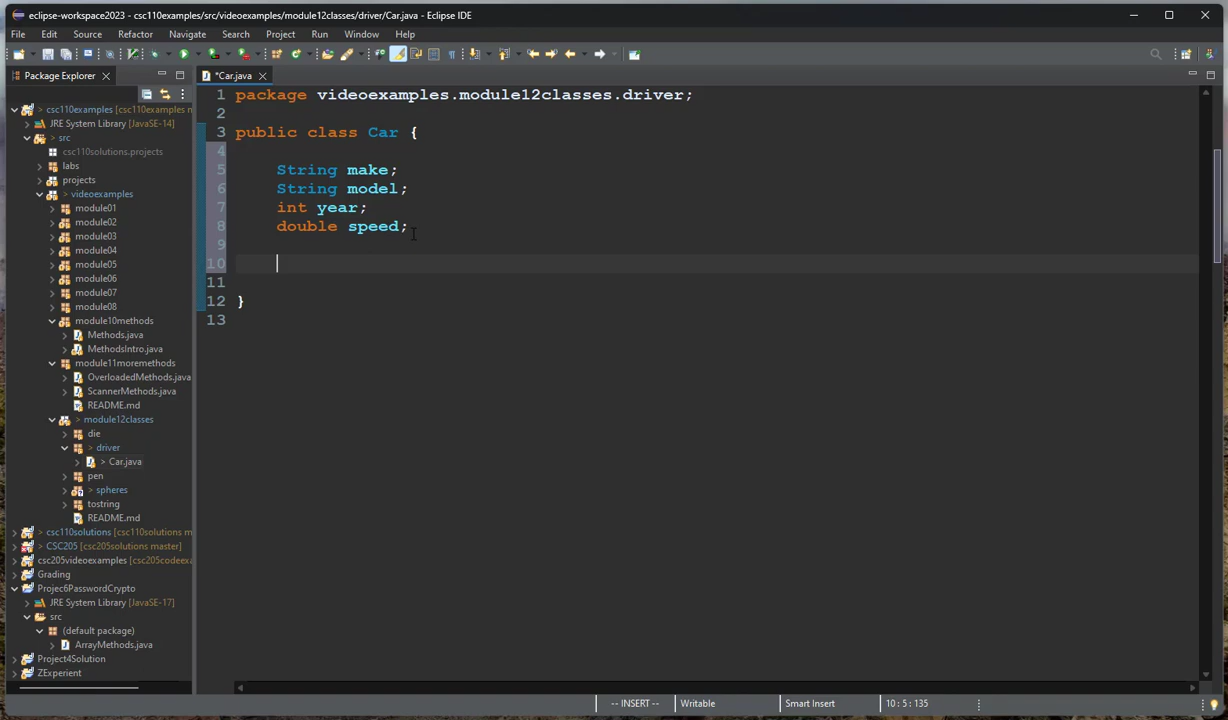 eclipse-workspace2023 - csc110examples/src/videoexamples/module12classes/driver/Car.java - Eclipse IDE
File Edit Source Refactor Navigate Search Project Run Window Help
Package Explorer
*Car.java
> csc110examples [csc110examples n
JRE System Library [JavaSE-14]
> src
csc110solutions.projects
labs
projects
> videoexamples
module01
module02
module03
module04
module05
module06
module07
module08
module10methods
Methods.java
MethodsIntro.java
module11moremethods
OverloadedMethods.java
ScannerMethods.java
README.md
> module12classes
die
> driver
> Car.java
pen
> spheres
tostring
README.md
> csc110solutions [csc110solutions m
> CSC205 [csc205solutions master]
csc205videoexamples [csc205codeexa
Grading
Projec6PasswordCrypto
JRE System Library [JavaSE-17]
src
(default package)
ArrayMethods.java
Project4Solution
ZExperient
1 package videoexamples.module12classes.driver;
2
3 public class Car {
4
5 String make;
6 String model;
7 int year;
8 double speed;
9
10
11
12 }
13
-- INSERT -- Writable Smart Insert 10 : 5 : 135